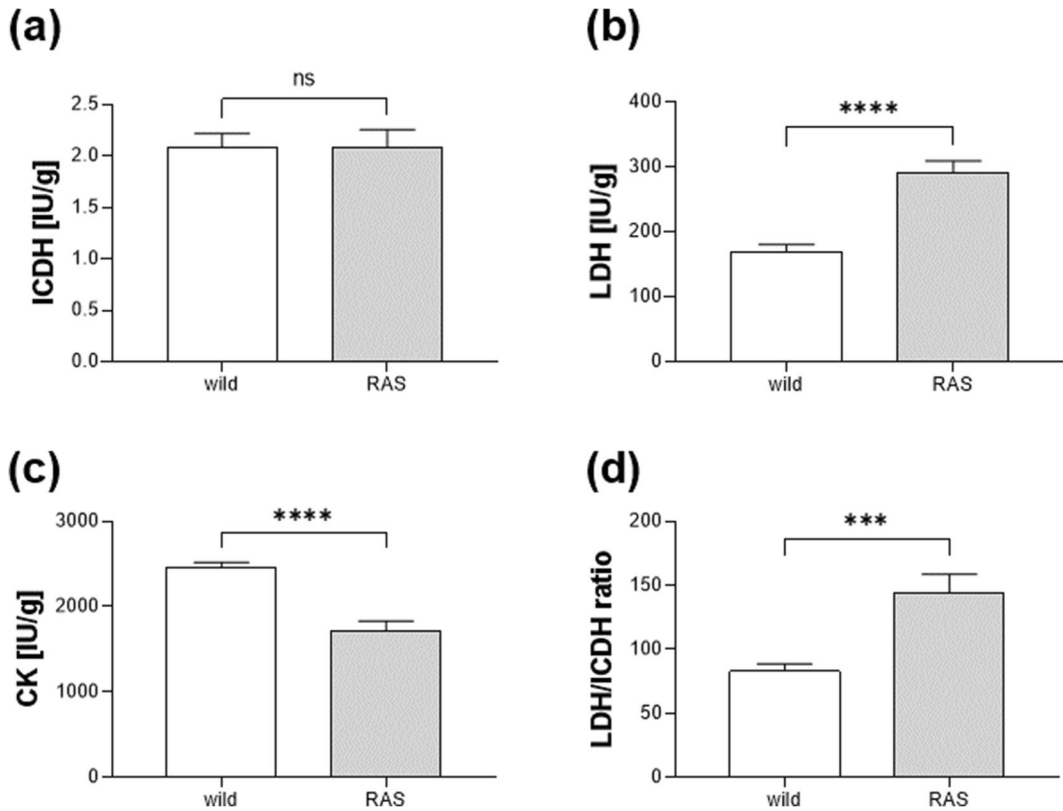 (a)
ns
2.5
2.0
1.5
1.0
0.5
0.0
ICDH [IU/g]
wild RAS
(b)
****
400
300
200
100
0
LDH [IU/g]
wild RAS
(c)
****
3000
2000
1000
0
CK [IU/g]
wild RAS
(d)
***
200
150
100
50
0
LDH/ICDH ratio
wild RAS